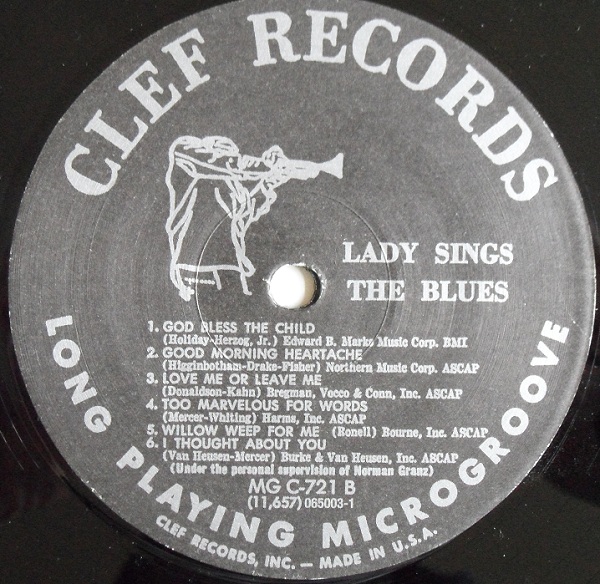 CLEF RECORDS
LADY SINGS
THE BLUES
1. GOD BLESS THE CHILD
(Holiday-Herzog, Jr.) Edward B. Marks Music Corp. BMI
2. GOOD MORNING HEARTACHE
(Higginbotham-Drake-Fisher) Northern Music Corp. ASCAP
3. LOVE ME OR LEAVE ME
(Donaldson-Kahn) Bregman, Vocco & Conn, Inc. ASCAP
4. TOO MARVELOUS FOR WORDS
(Mercer-Whiting) Harms, Inc. ASCAP
5. WILLOW WEEP FOR ME (Ronell) Bourne, Inc. ASCAP
6. I THOUGHT ABOUT YOU
(Van Heusen-Mercer) Burke & Van Heusen, Inc. ASCAP
(Under the personal supervision of Norman Granz)
MG C-721 B
(11,657) 065003-1
LONG PLAYING MICROGROOVE
CLEF RECORDS, INC. — MADE IN U.S.A.